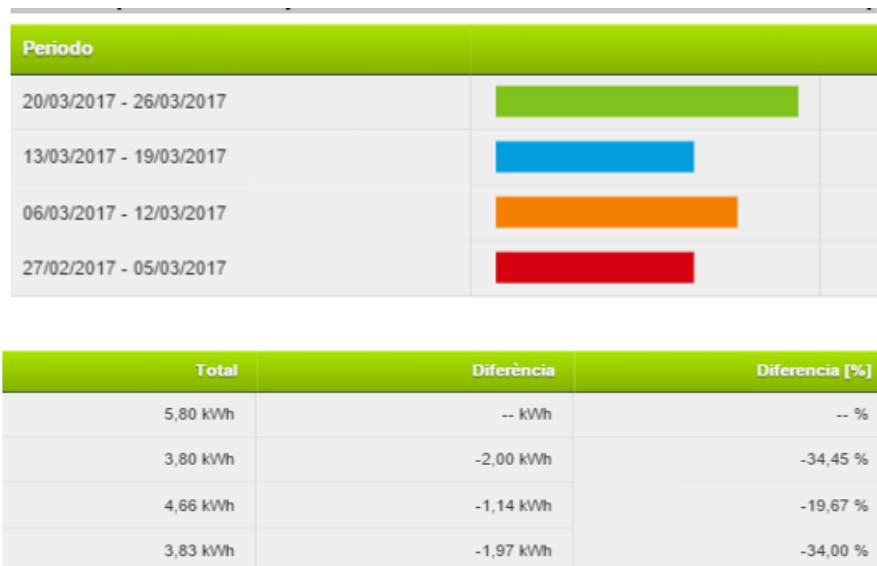 Periodo
20/03/2017 - 26/03/2017
13/03/2017 - 19/03/2017
06/03/2017 - 12/03/2017
27/02/2017 - 05/03/2017
Total Diferència Diferencia [%]
5,80 kWh -- kWh -- %
3,80 kWh -2,00 kWh -34,45 %
4,66 kWh -1,14 kWh -19,67 %
3,83 kWh -1,97 kWh -34,00 %